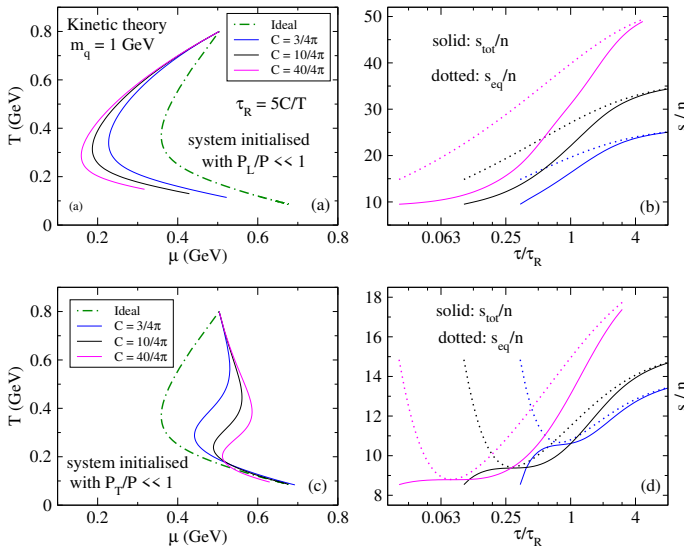 (a)
Kinetic theory
m_q = 1 GeV
Ideal
C = 3/4π
C = 10/4π
C = 40/4π
τ_R = 5C/T
system initialised
with P_L/P << 1
(a)
(a)
T (GeV)
0
0.2
0.4
0.6
0.8
1
0.2
0.4
0.6
0.8
μ (GeV)
solid: s_tot/n
dotted: s_eq/n
(b)
10
20
30
40
50
0.063
0.25
1
4
τ/τ_R
Ideal
C = 3/4π
C = 10/4π
C = 40/4π
system initialised
with P_T/P << 1
(c)
T (GeV)
0
0.2
0.4
0.6
0.8
1
0.2
0.4
0.6
0.8
μ (GeV)
solid: s_tot/n
dotted: s_eq/n
(d)
8
10
12
14
16
18
0.063
0.25
1
4
τ/τ_R